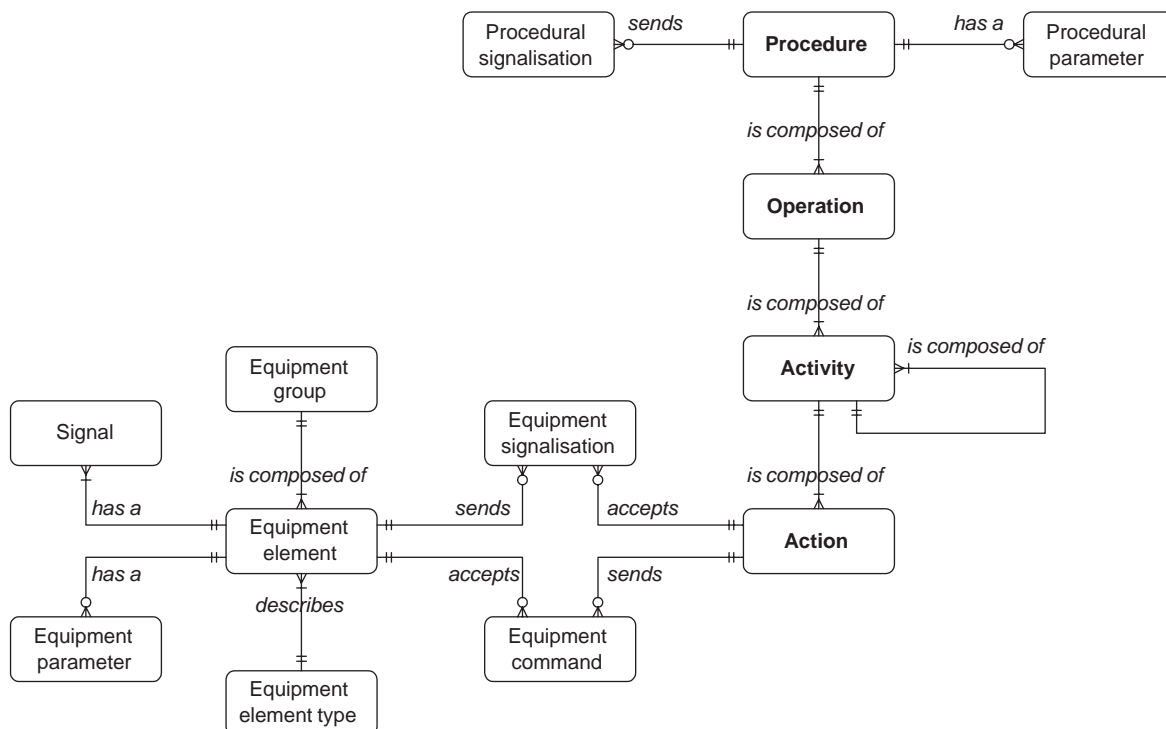 sends
has a
Procedural
signalisation
Procedure
Procedural
parameter
is composed of
Operation
is composed of
Activity
is composed of
Equipment
group
Signal
Equipment
signalisation
is composed of
is composed of
has a
sends
accepts
Equipment
element
Action
has a
accepts
sends
describes
Equipment
parameter
Equipment
command
Equipment
element type